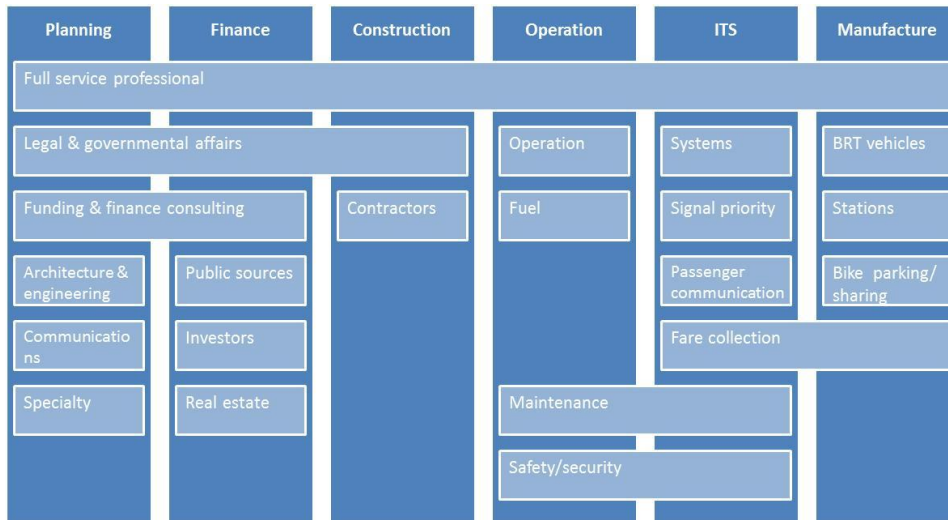 Planning
Finance
Construction
Operation
ITS
Manufacture
Full service professional
Legal & governmental affairs
Operation
Systems
BRT vehicles
Funding & finance consulting
Contractors
Fuel
Signal priority
Stations
Architecture &
engineering
Public sources
Passenger
communication
Bike parking/
sharing
Communicatio
ns
Investors
Fare collection
Specialty
Real estate
Maintenance
Safety/security